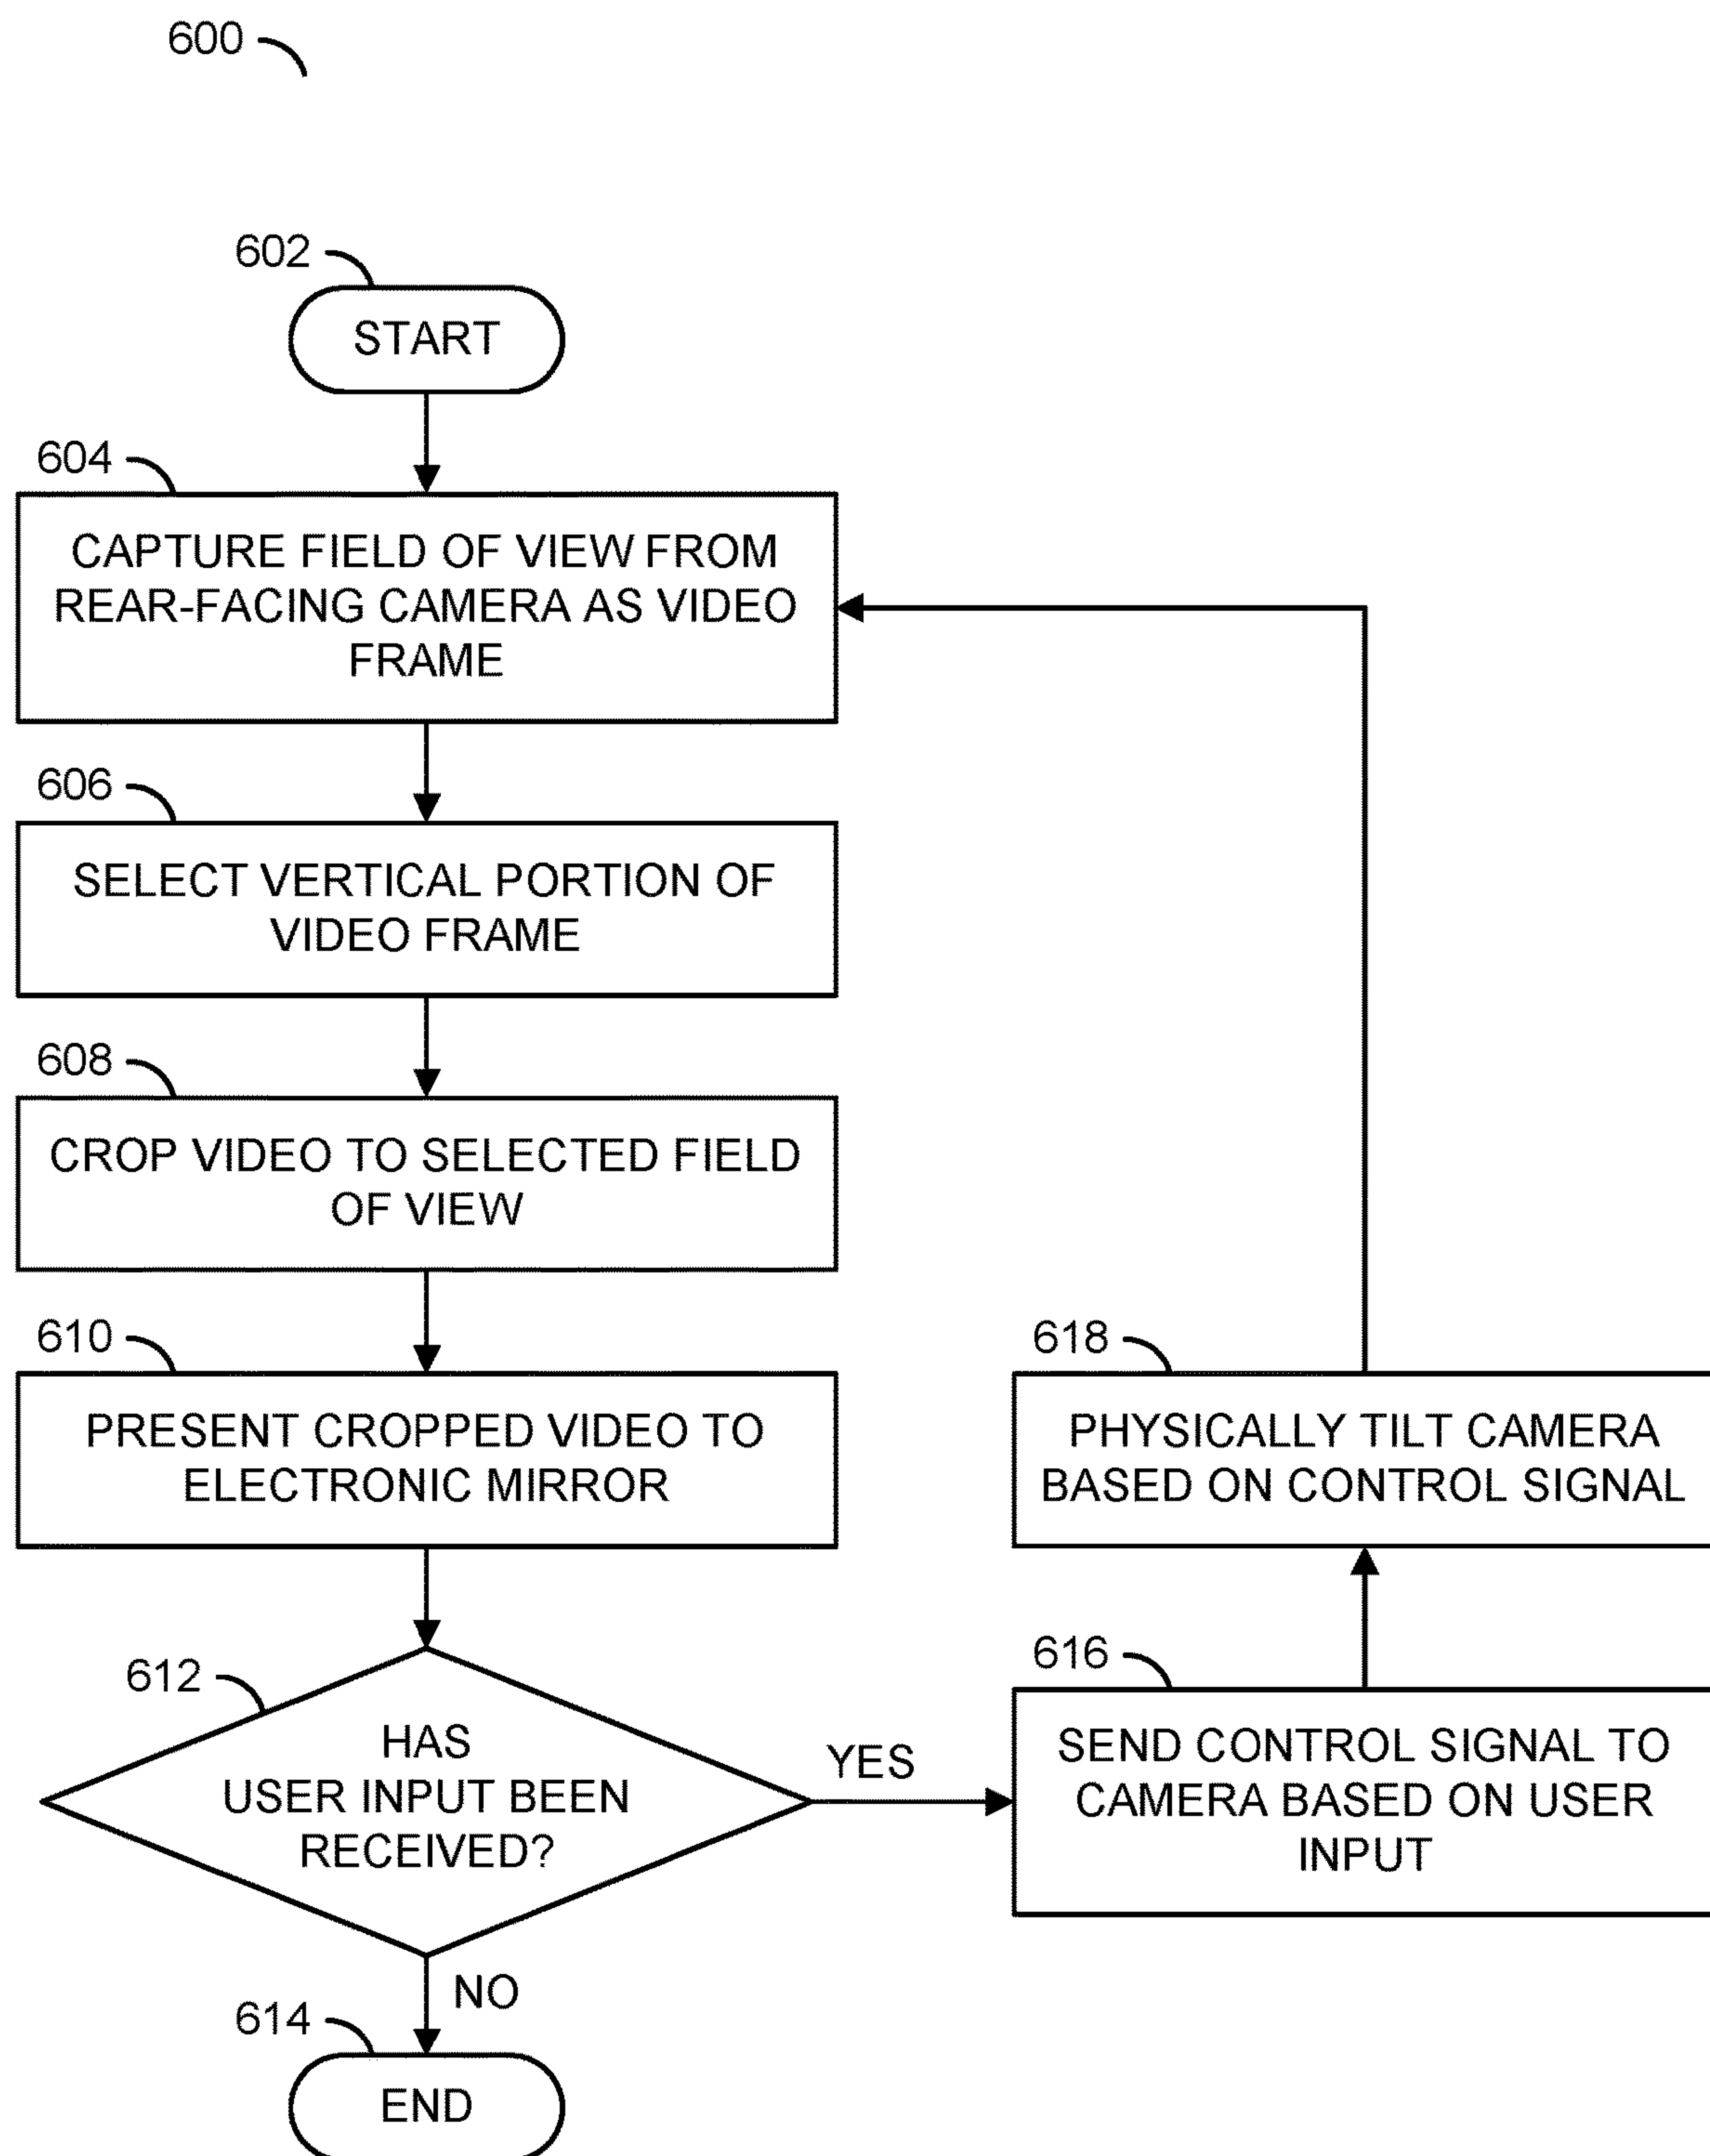 600
602
START
604
CAPTURE FIELD OF VIEW FROM
REAR-FACING CAMERA AS VIDEO
FRAME
606
SELECT VERTICAL PORTION OF
VIDEO FRAME
608
CROP VIDEO TO SELECTED FIELD
OF VIEW
610
PRESENT CROPPED VIDEO TO
ELECTRONIC MIRROR
612
HAS
USER INPUT BEEN
RECEIVED?
YES
NO
614
END
616
SEND CONTROL SIGNAL TO
CAMERA BASED ON USER
INPUT
618
PHYSICALLY TILT CAMERA
BASED ON CONTROL SIGNAL